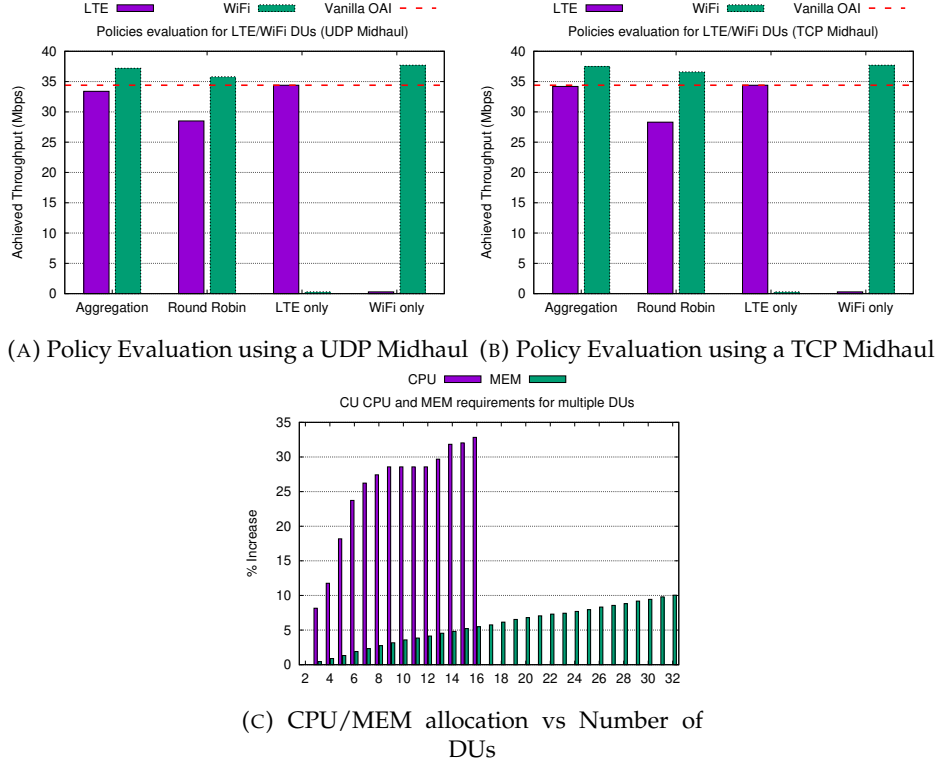 LTE WiFi Vanilla OAI
Policies evaluation for LTE/WiFi DUs (UDP Midhaul)
Achieved Throughput (Mbps)
40
35
30
25
20
15
10
5
0
Aggregation Round Robin LTE only WiFi only
LTE WiFi Vanilla OAI
Policies evaluation for LTE/WiFi DUs (TCP Midhaul)
Achieved Throughput (Mbps)
40
35
30
25
20
15
10
5
0
Aggregation Round Robin LTE only WiFi only
(A) Policy Evaluation using a UDP Midhaul
(B) Policy Evaluation using a TCP Midhaul
CPU MEM
CU CPU and MEM requirements for multiple DUs
% Increase
35
30
25
20
15
10
5
0
2 4 6 8 10 12 14 16 18 20 22 24 26 28 30 32
(C) CPU/MEM allocation vs Number of
DUs